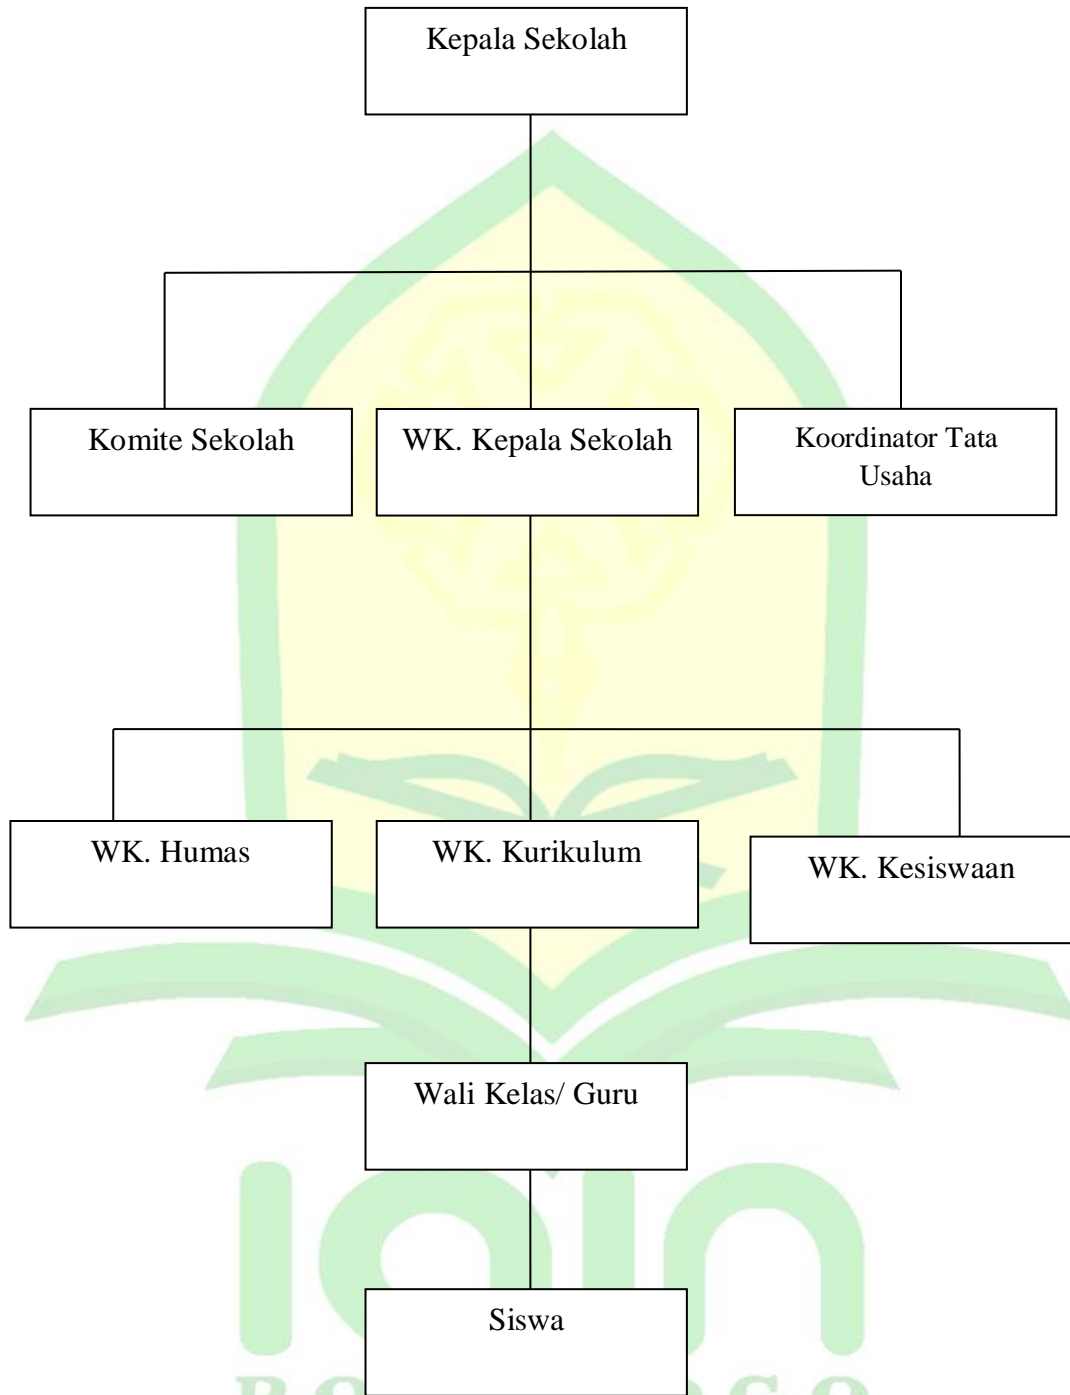 Kepala Sekolah
Komite Sekolah
WK. Kepala Sekolah
Koordinator Tata
Usaha
WK. Humas
WK. Kurikulum
WK. Kesiswaan
Wali Kelas/ Guru
Siswa
iain